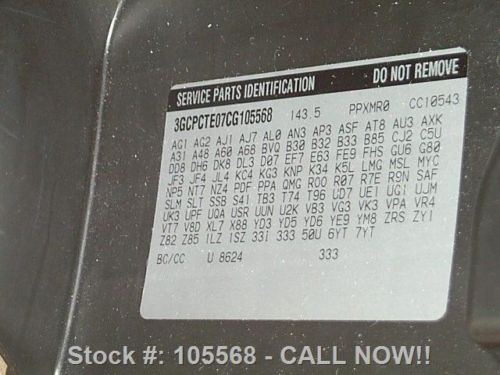 SERVICE PARTS IDENTIFICATION DO NOT REMOVE
3GCPCTE07CG105568 143.5 PPXMR0 CC10543
AG1 AG2 AJ1 AJ7 AL0 AN3 AP3 ASF AT8 AU3 AXK
A31 A48 A60 A68 BVQ B30 B32 B33 B85 CJ2 C5U
DD8 DH6 DK8 DL3 D07 EF7 E63 FE9 FHS GU6 G80
JF3 JF4 JL4 KC4 KG3 KNP K34 K5L LMG MSL MYC
NP5 NT7 NZ4 PDF PPA QMG R00 R07 R7E R9N SAF
SLM SLT SSB S4I TB3 T74 T96 UD7 UE1 UG1 UJM
UK3 UPF UQA USR UUN U2K VB3 VG3 VK3 VPA VR4
VT7 V8D XL7 X88 YD3 YD5 YD6 YE9 YM8 ZRS ZY1
Z82 Z85 1LZ 1SZ 33I 333 50U 6YT 7YT
BC/CC U 8624 333
Stock #: 105568 - CALL NOW!!